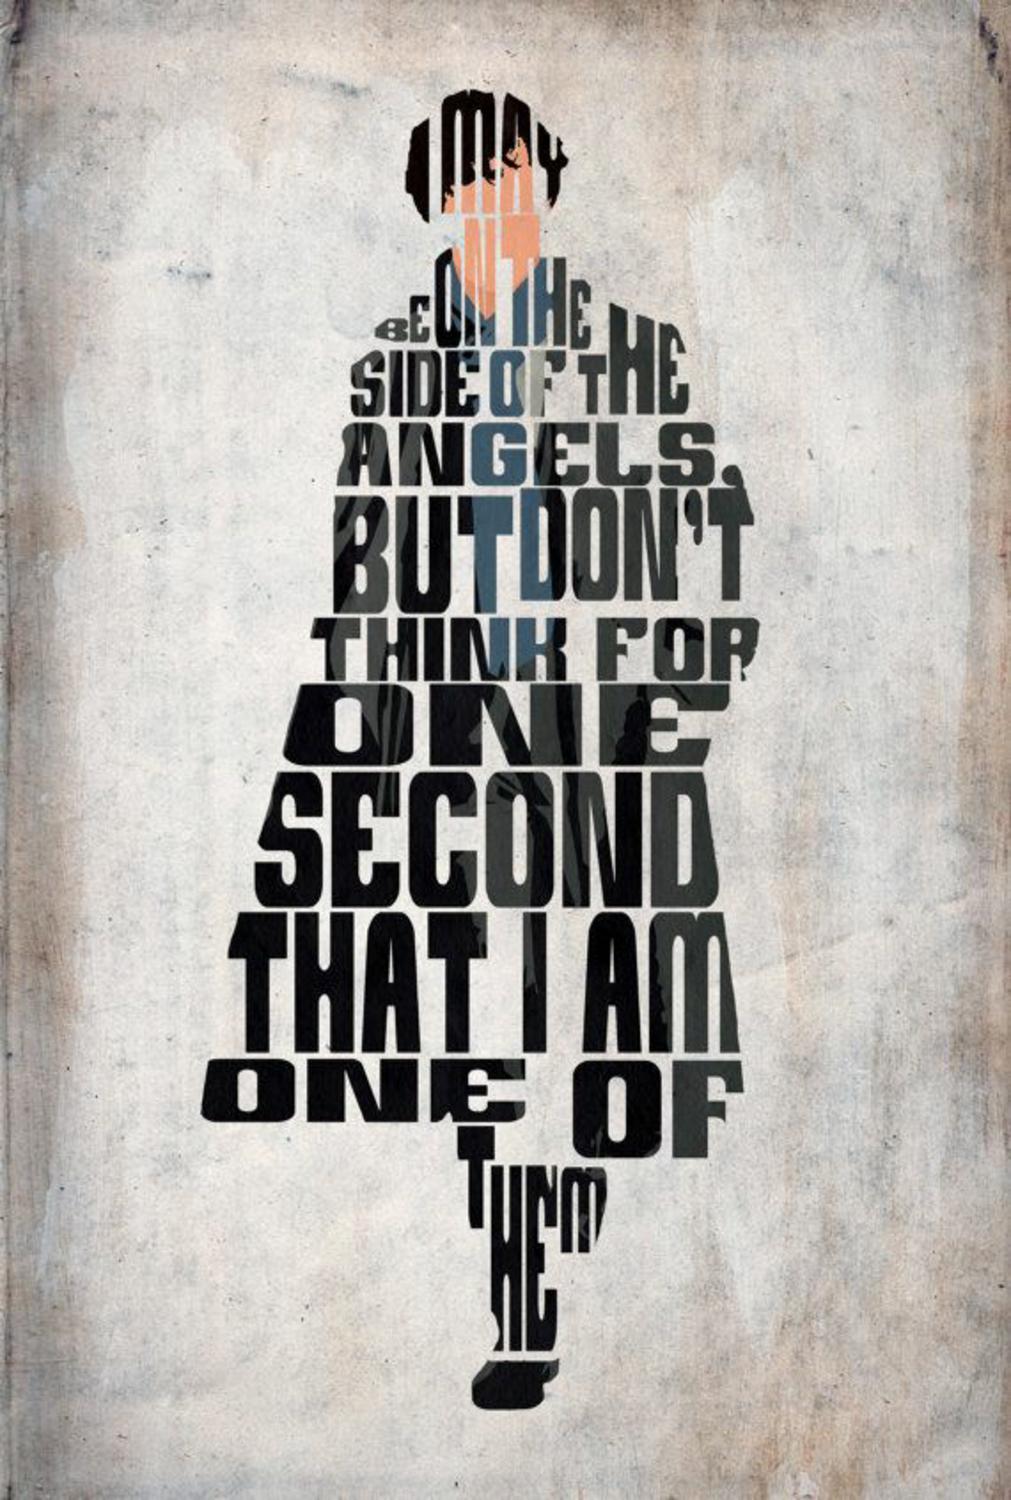 I MAY
BE ON THE
SIDE OF THE
ANGELS.
BUT DON'T
THINK FOR
ONE
SECOND
THAT I AM
ONE OF
THEM